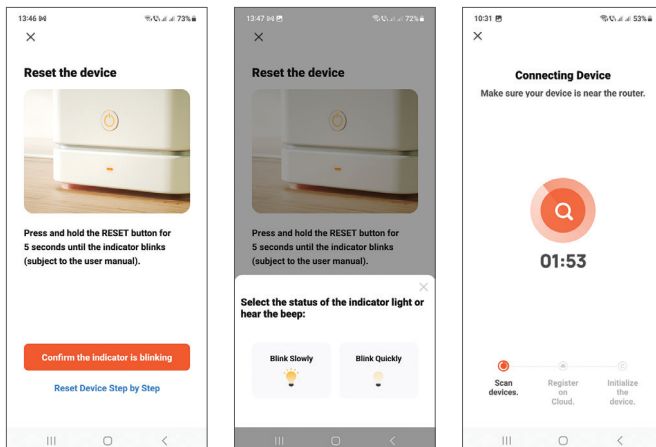 13:46
73%
Reset the device
Press and hold the RESET button for
5 seconds until the indicator blinks
(subject to the user manual).
Confirm the indicator is blinking
Reset Device Step by Step
13:47
72%
Reset the device
Press and hold the RESET button for
5 seconds until the indicator blinks
(subject to the user manual).
Select the status of the indicator light or
hear the beep:
Blink Slowly
Blink Quickly
10:31
53%
Connecting Device
Make sure your device is near the router.
01:53
Scan
devices.
Register
on
Cloud.
Initialize
the
device.